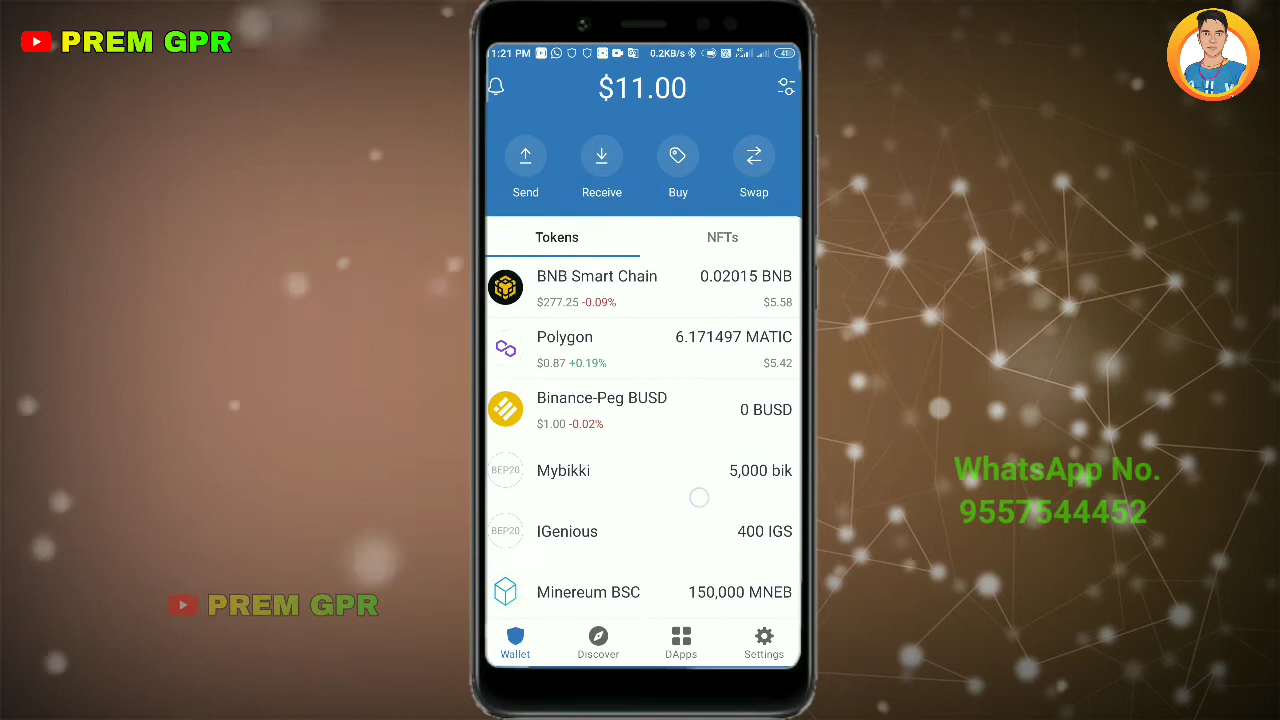 PREM GPR
1:21 PM 0.2KB/s 41
$11.00
Send Receive Buy Swap
Tokens NFTs
BNB Smart Chain 0.02015 BNB
$277.25 -0.09% $5.58
Polygon 6.171497 MATIC
$0.87 +0.19% $5.42
Binance-Peg BUSD 0 BUSD
$1.00 -0.02%
BEP20 Mybikki 5,000 bik
BEP20 IGenious 400 IGS
Minereum BSC 150,000 MNEB
Wallet Discover DApps Settings
WhatsApp No.
9557544452
PREM GPR